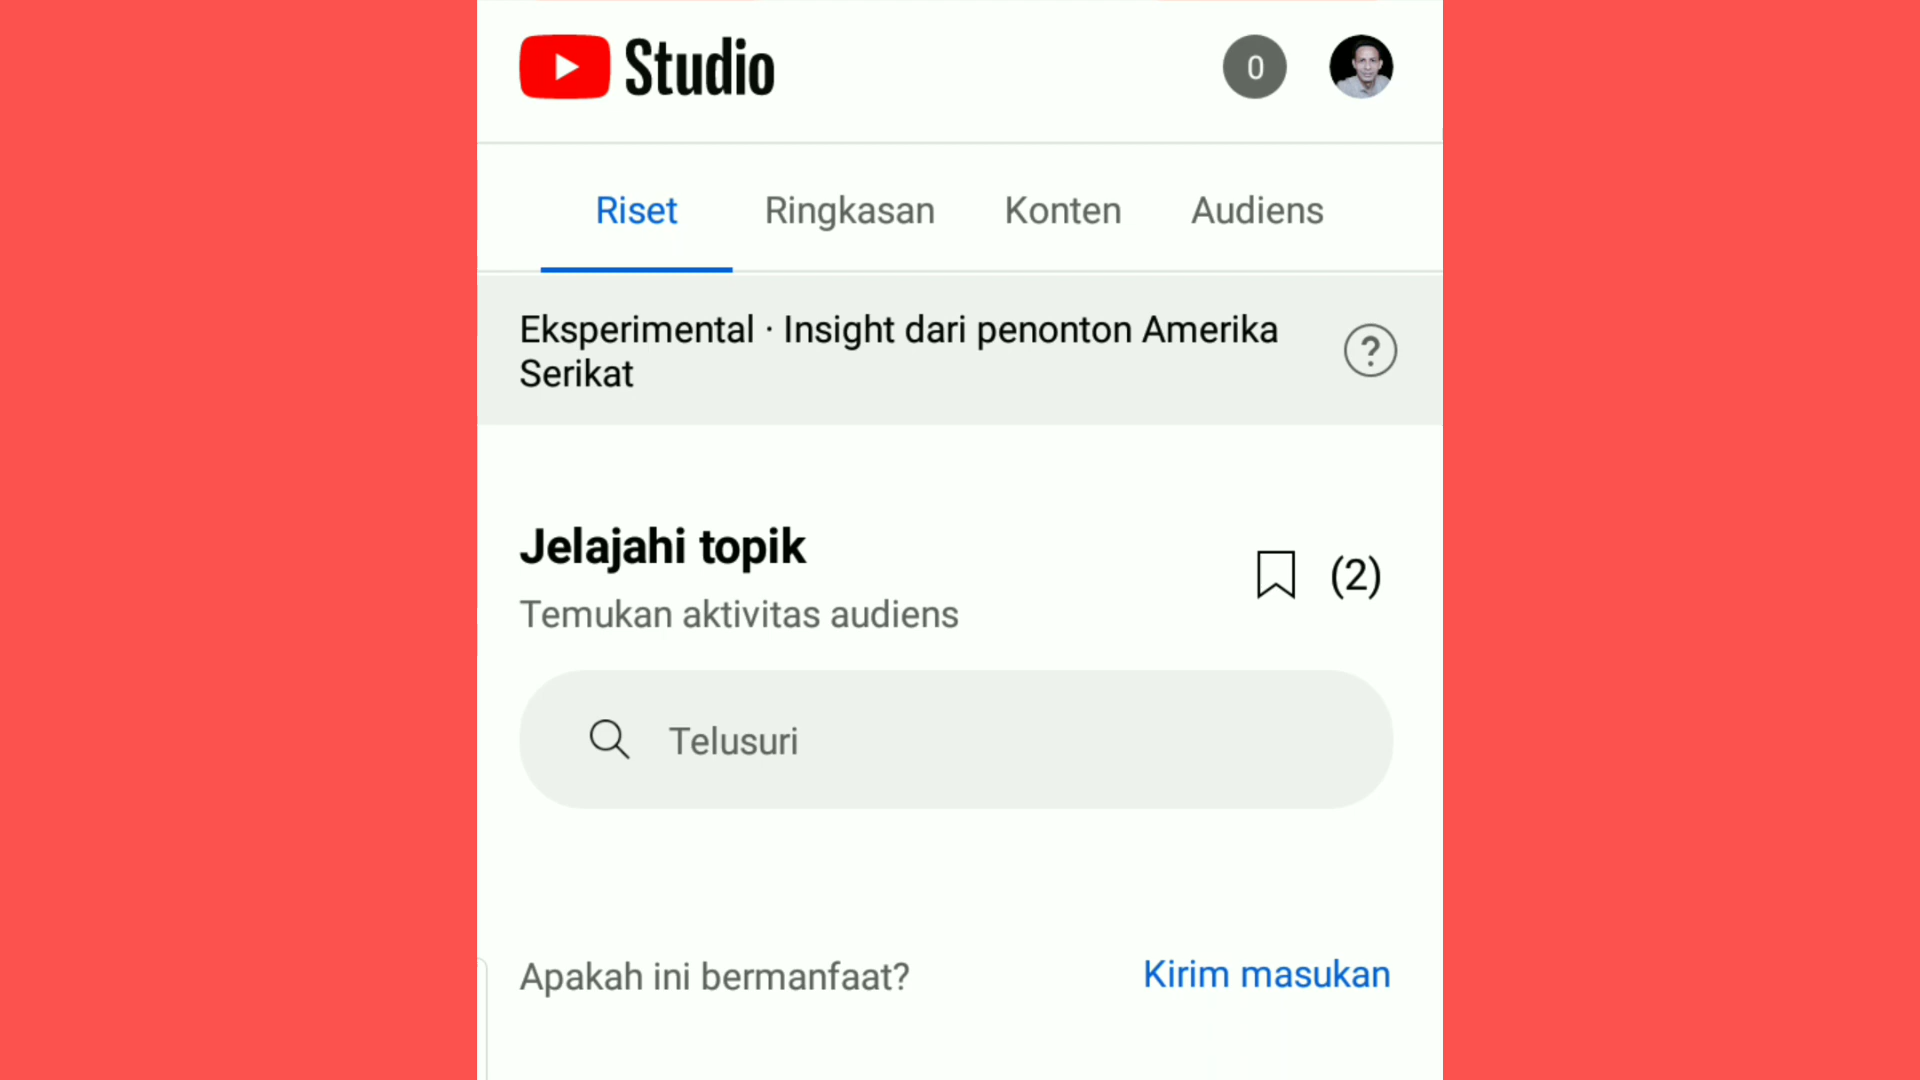 Studio
0
Riset Ringkasan Konten Audiens
Eksperimental · Insight dari penonton Amerika
Serikat
?
Jelajahi topik
(2)
Temukan aktivitas audiens
Telusuri
Apakah ini bermanfaat? Kirim masukan